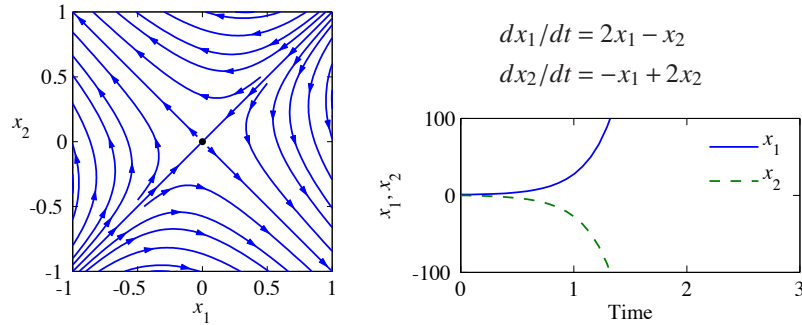 1
0.5
x2
0
-0.5
-1
-1 -0.5 0 0.5 1
x1
dx1/dt = 2x1 − x2
dx2/dt = −x1 + 2x2
100
x1
x2
x1, x2
0
-100
0 1 2 3
Time